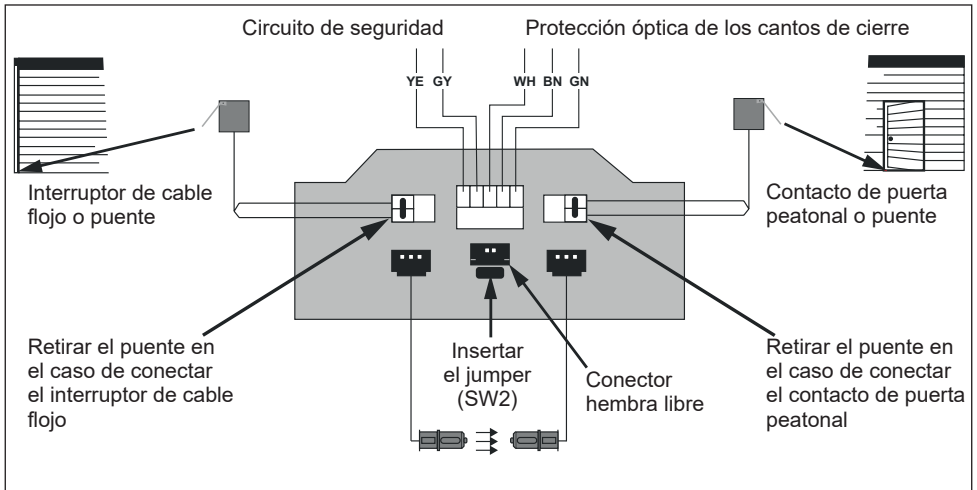 Circuito de seguridad
Protección óptica de los cantos de cierre
YE GY
WH BN GN
Interruptor de cable
flojo o puente
Contacto de puerta
peatonal o puente
Retirar el puente en
el caso de conectar
el interruptor de cable
flojo
Insertar
el jumper
(SW2)
Conector
hembra libre
Retirar el puente en
el caso de conectar
el contacto de puerta
peatonal